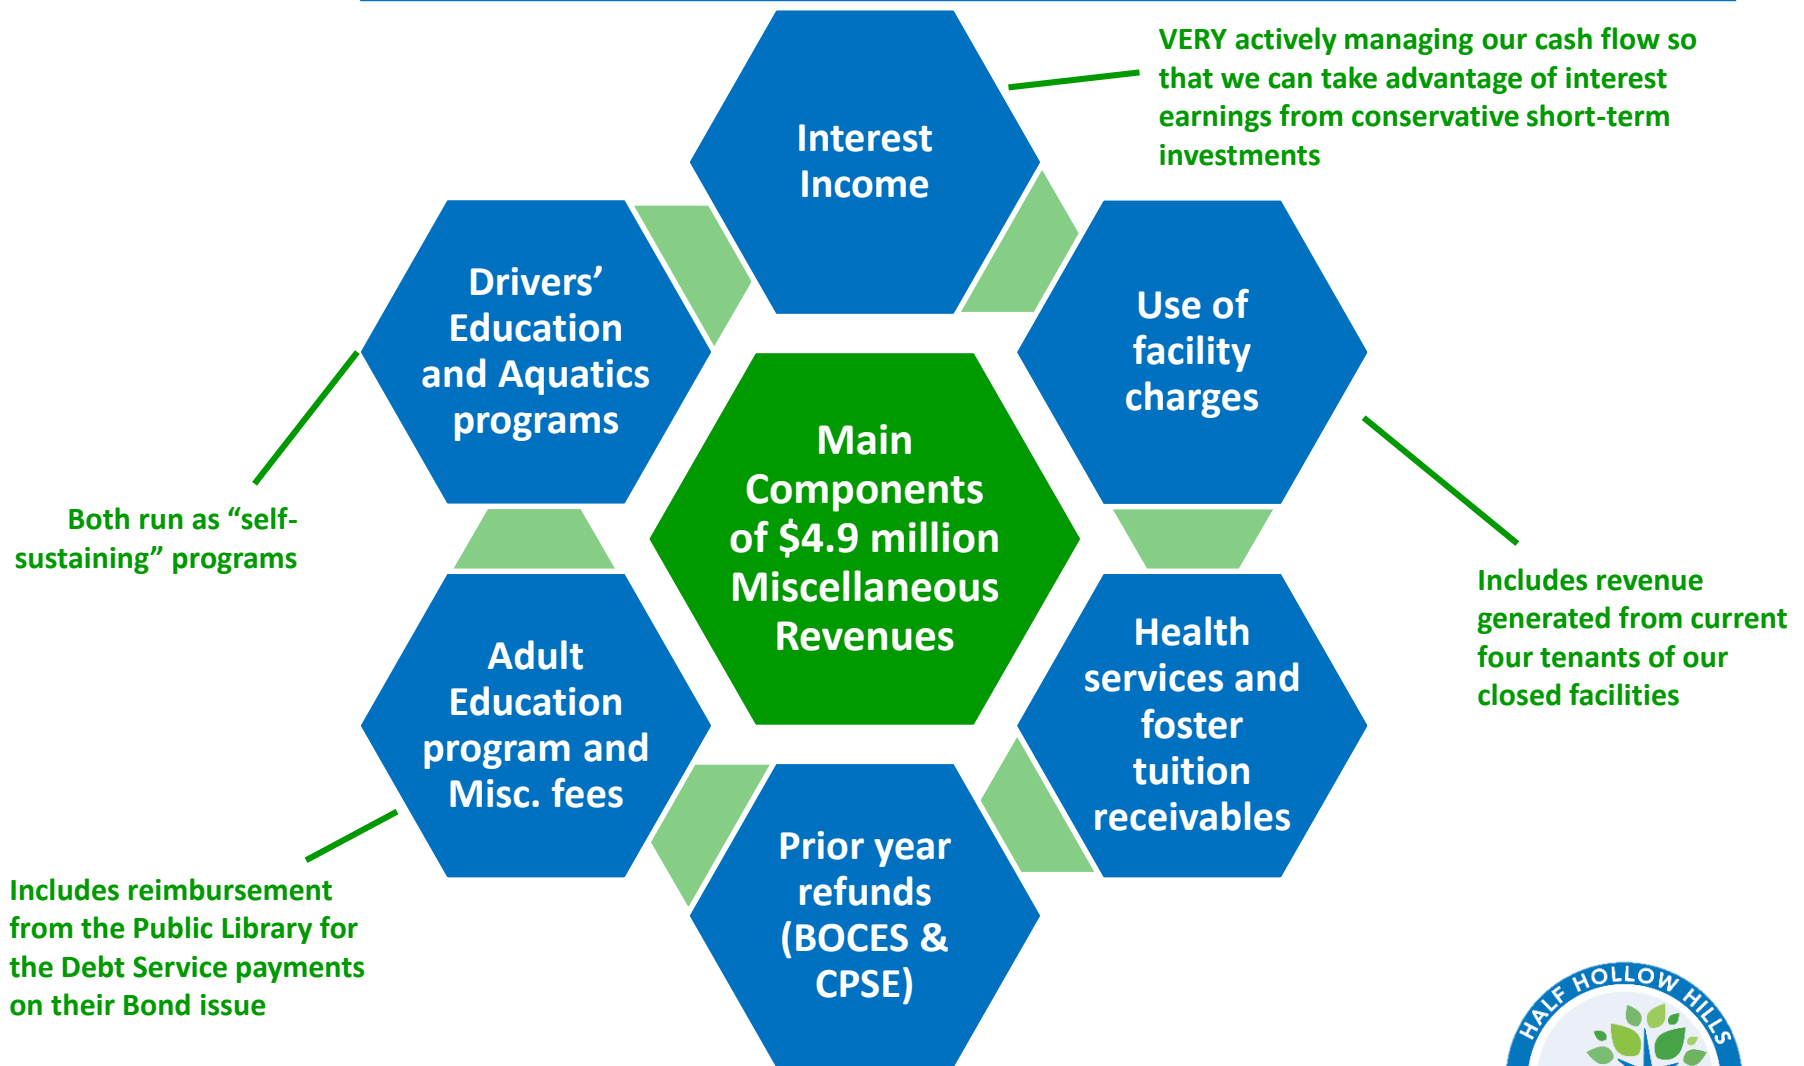 VERY actively managing our cash flow so
that we can take advantage of interest
earnings from conservative short-term
investments
Interest
Income
Drivers’
Education
and Aquatics
programs
Use of
facility
charges
Main
Components
of $4.9 million
Miscellaneous
Revenues
Both run as “self-
sustaining” programs
Includes revenue
generated from current
four tenants of our
closed facilities
Adult
Education
program and
Misc. fees
Health
services and
foster
tuition
receivables
Prior year
refunds
(BOCES &
CPSE)
Includes reimbursement
from the Public Library for
the Debt Service payments
on their Bond issue
HALF HOLLOW HILLS